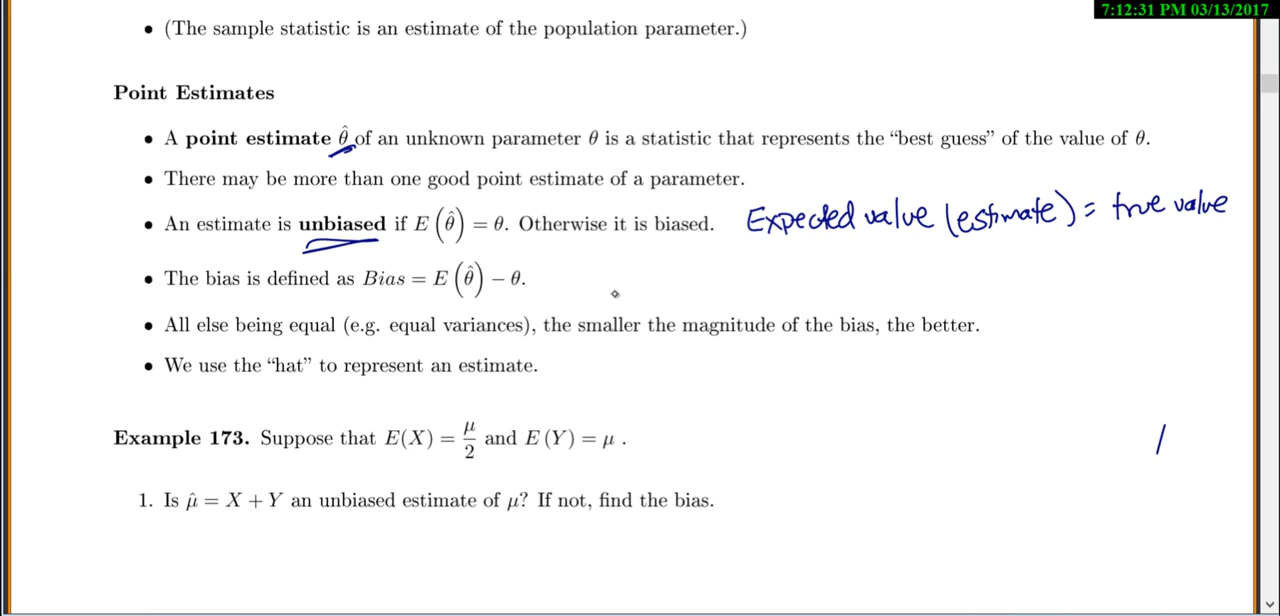 7:12:31 PM 03/13/2017
• (The sample statistic is an estimate of the population parameter.)
Point Estimates
• A point estimate θ̂ of an unknown parameter θ is a statistic that represents the “best guess” of the value of θ.
• There may be more than one good point estimate of a parameter.
• An estimate is unbiased if E(θ̂) = θ. Otherwise it is biased. Expected value (estimate) = true value
• The bias is defined as Bias = E(θ̂) − θ.
• All else being equal (e.g. equal variances), the smaller the magnitude of the bias, the better.
• We use the “hat” to represent an estimate.
Example 173. Suppose that E(X) = μ/2 and E(Y) = μ .
1. Is μ̂ = X + Y an unbiased estimate of μ? If not, find the bias.